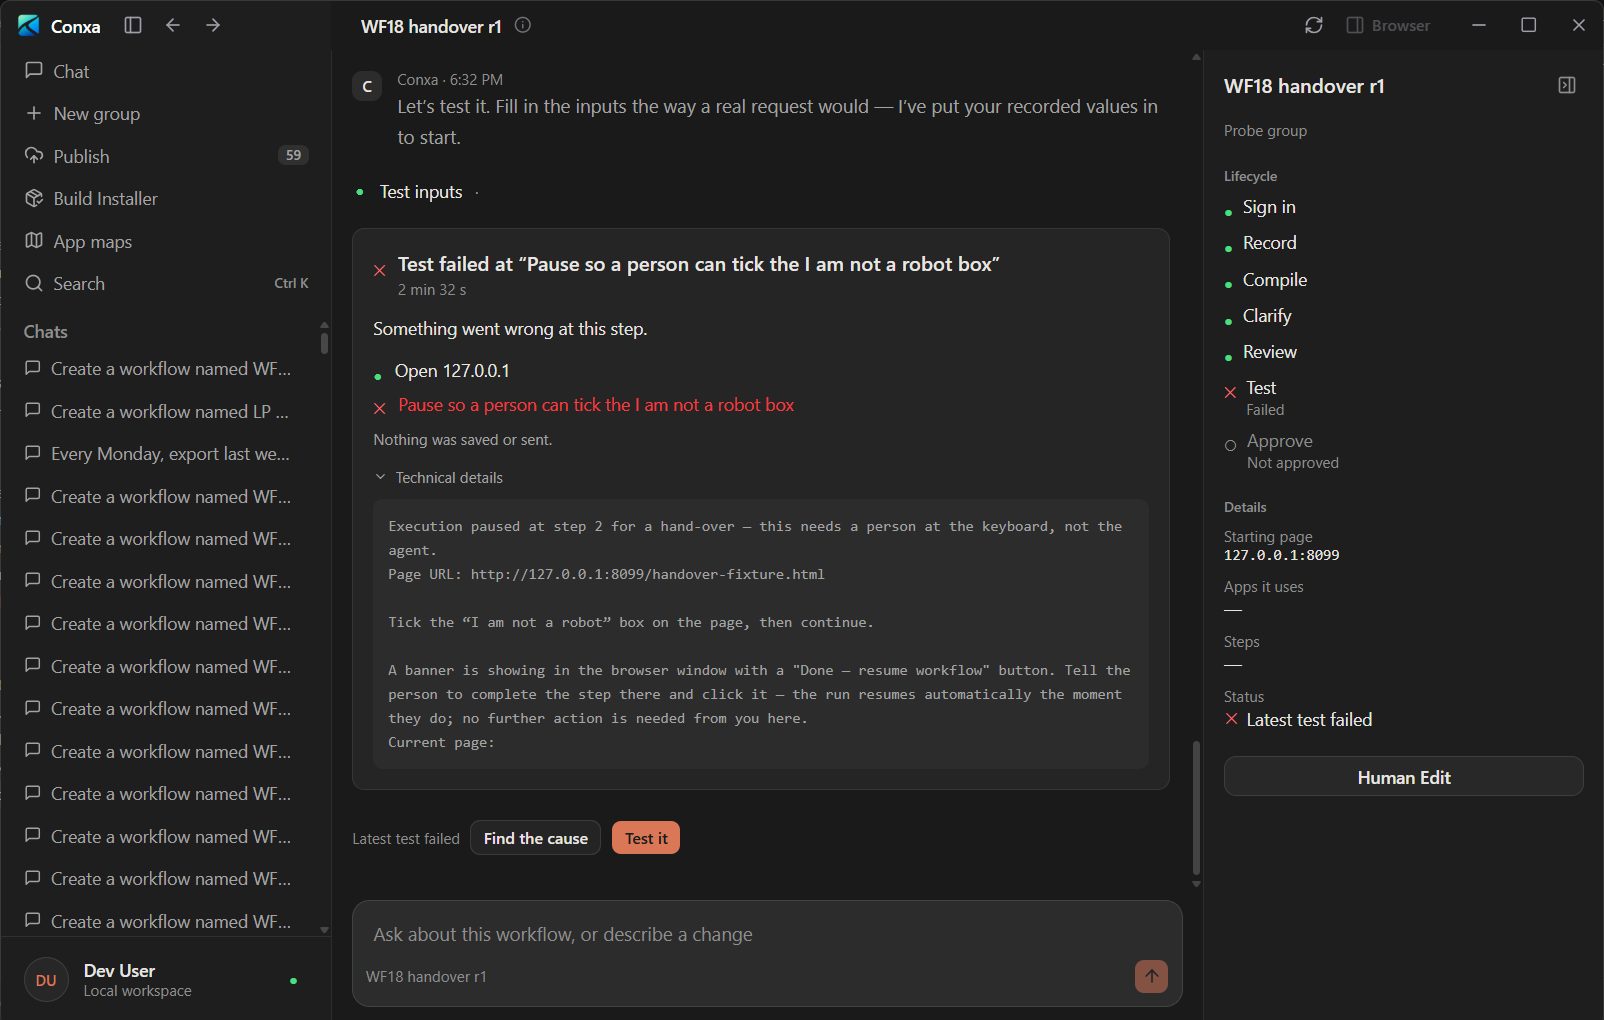 Conxa
Chat
New group
Publish 59
Build Installer
App maps
Search Ctrl K
Chats
Create a workflow named WF...
Create a workflow named LP ...
Every Monday, export last we...
Create a workflow named WF...
Create a workflow named WF...
Create a workflow named WF...
Create a workflow named WF...
Create a workflow named WF...
Create a workflow named WF...
Create a workflow named WF...
Create a workflow named WF...
Create a workflow named WF...
Create a workflow named WF...
Create a workflow named WF...
DU
Dev User
Local workspace
WF18 handover r1
Browser
C
Conxa · 6:32 PM
Let’s test it. Fill in the inputs the way a real request would — I’ve put your recorded values in
to start.
Test inputs ·
Test failed at “Pause so a person can tick the I am not a robot box”
2 min 32 s
Something went wrong at this step.
Open 127.0.0.1
Pause so a person can tick the I am not a robot box
Nothing was saved or sent.
Technical details
Execution paused at step 2 for a hand-over — this needs a person at the keyboard, not the
agent.
Page URL: http://127.0.0.1:8099/handover-fixture.html
Tick the “I am not a robot” box on the page, then continue.
A banner is showing in the browser window with a "Done — resume workflow" button. Tell the
person to complete the step there and click it — the run resumes automatically the moment
they do; no further action is needed from you here.
Current page:
Latest test failed
Find the cause
Test it
Ask about this workflow, or describe a change
WF18 handover r1
WF18 handover r1
Probe group
Lifecycle
Sign in
Record
Compile
Clarify
Review
Test
Failed
Approve
Not approved
Details
Starting page
127.0.0.1:8099
Apps it uses
—
Steps
—
Status
Latest test failed
Human Edit